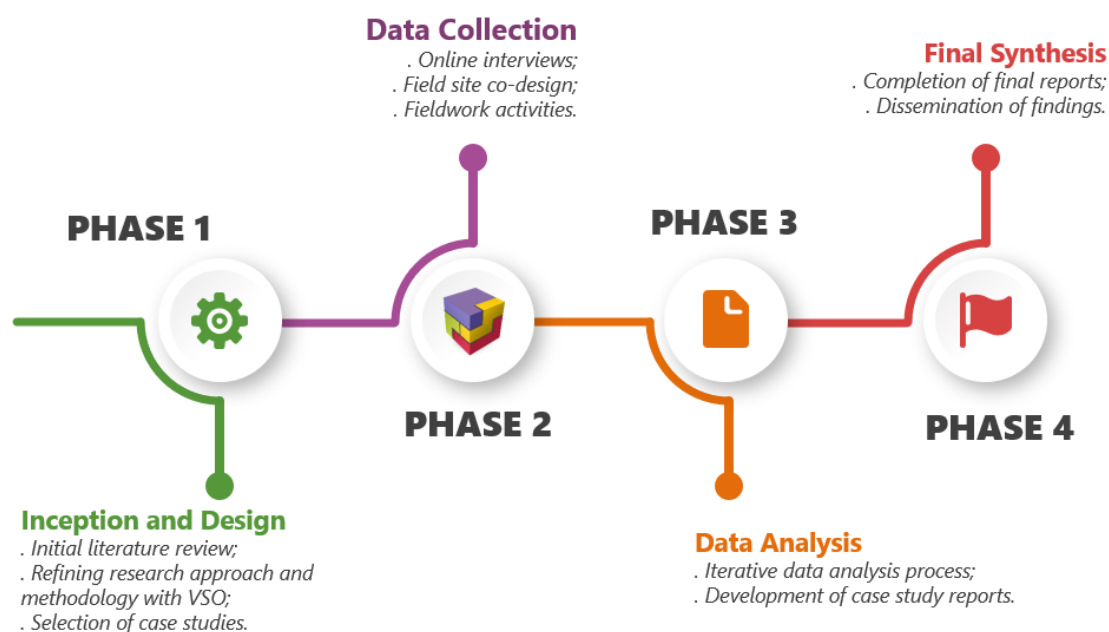 PHASE 1
Inception and Design
. Initial literature review;
. Refining research approach and
methodology with VSO;
. Selection of case studies.
Data Collection
. Online interviews;
. Field site co-design;
. Fieldwork activities.
PHASE 2
PHASE 3
Data Analysis
. Iterative data analysis process;
. Development of case study reports.
Final Synthesis
. Completion of final reports;
. Dissemination of findings.
PHASE 4